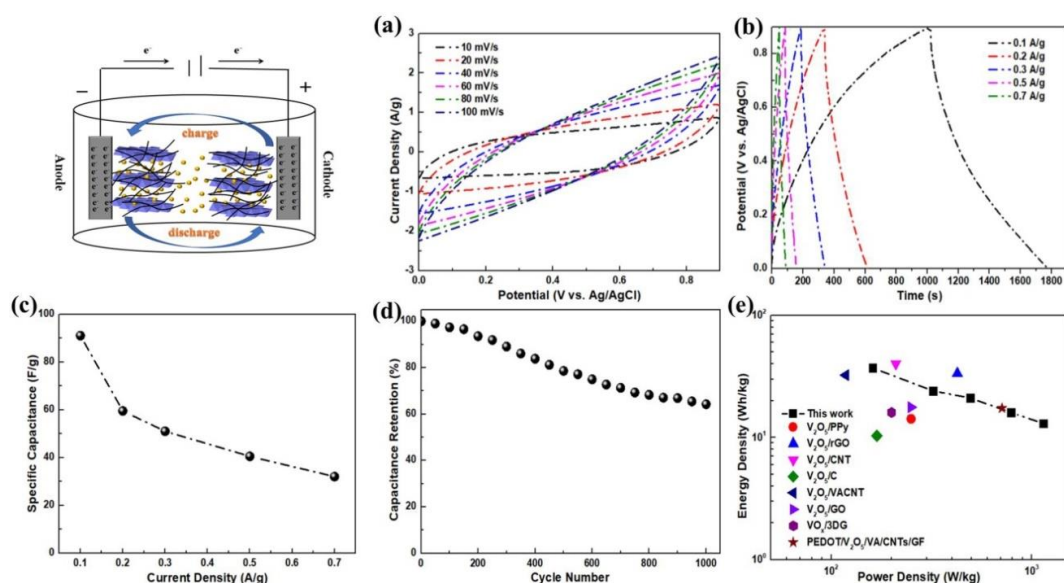 e⁻ e⁻
− +
charge
Anode
Cathode
discharge
(a)
Current Density (A/g)
3
2
1
0
-1
-2
-3
10 mV/s
20 mV/s
40 mV/s
60 mV/s
80 mV/s
100 mV/s
0.0 0.2 0.4 0.6 0.8
Potential (V vs. Ag/AgCl)
(b)
Potential (V vs. Ag/AgCl)
0.8
0.6
0.4
0.2
0.0
0.1 A/g
0.2 A/g
0.3 A/g
0.5 A/g
0.7 A/g
0 200 400 600 800 1000 1200 1400 1600 1800
Time (s)
(c)
Specific Capacitance (F/g)
100
80
60
40
20
0
0.1 0.2 0.3 0.4 0.5 0.6 0.7
Current Density (A/g)
(d)
Capacitance Retention (%)
100
80
60
40
20
0
0 200 400 600 800 1000
Cycle Number
(e)
Energy Density (Wh/kg)
10²
10¹
10⁰
This work
V₂O₅/PPy
V₂O₅/rGO
V₂O₅/CNT
V₂O₅/C
V₂O₅/VACNT
V₂O₅/GO
VOₓ/3DG
PEDOT/V₂O₅/VA/CNTs/GF
10² 10³
Power Density (W/kg)